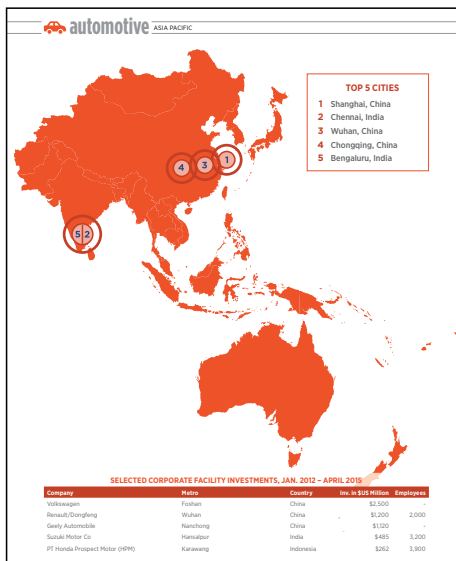 automotive ASIA PACIFIC
TOP 5 CITIES
1 Shanghai, China
2 Chennai, India
3 Wuhan, China
4 Chongqing, China
5 Bengaluru, India
4 3 1
5 2
SELECTED CORPORATE FACILITY INVESTMENTS, JAN. 2012 – APRIL 2015
Company Metro Country Inv. in $US Million Employees
Volkswagen Foshan China $2,500 -
Renault/Dongfeng Wuhan China $1,200 2,000
Geely Automobile Nanchong China $1,120 -
Suzuki Motor Co Hansalpur India $485 3,200
PT Honda Prospect Motor (HPM) Karawang Indonesia $262 3,900